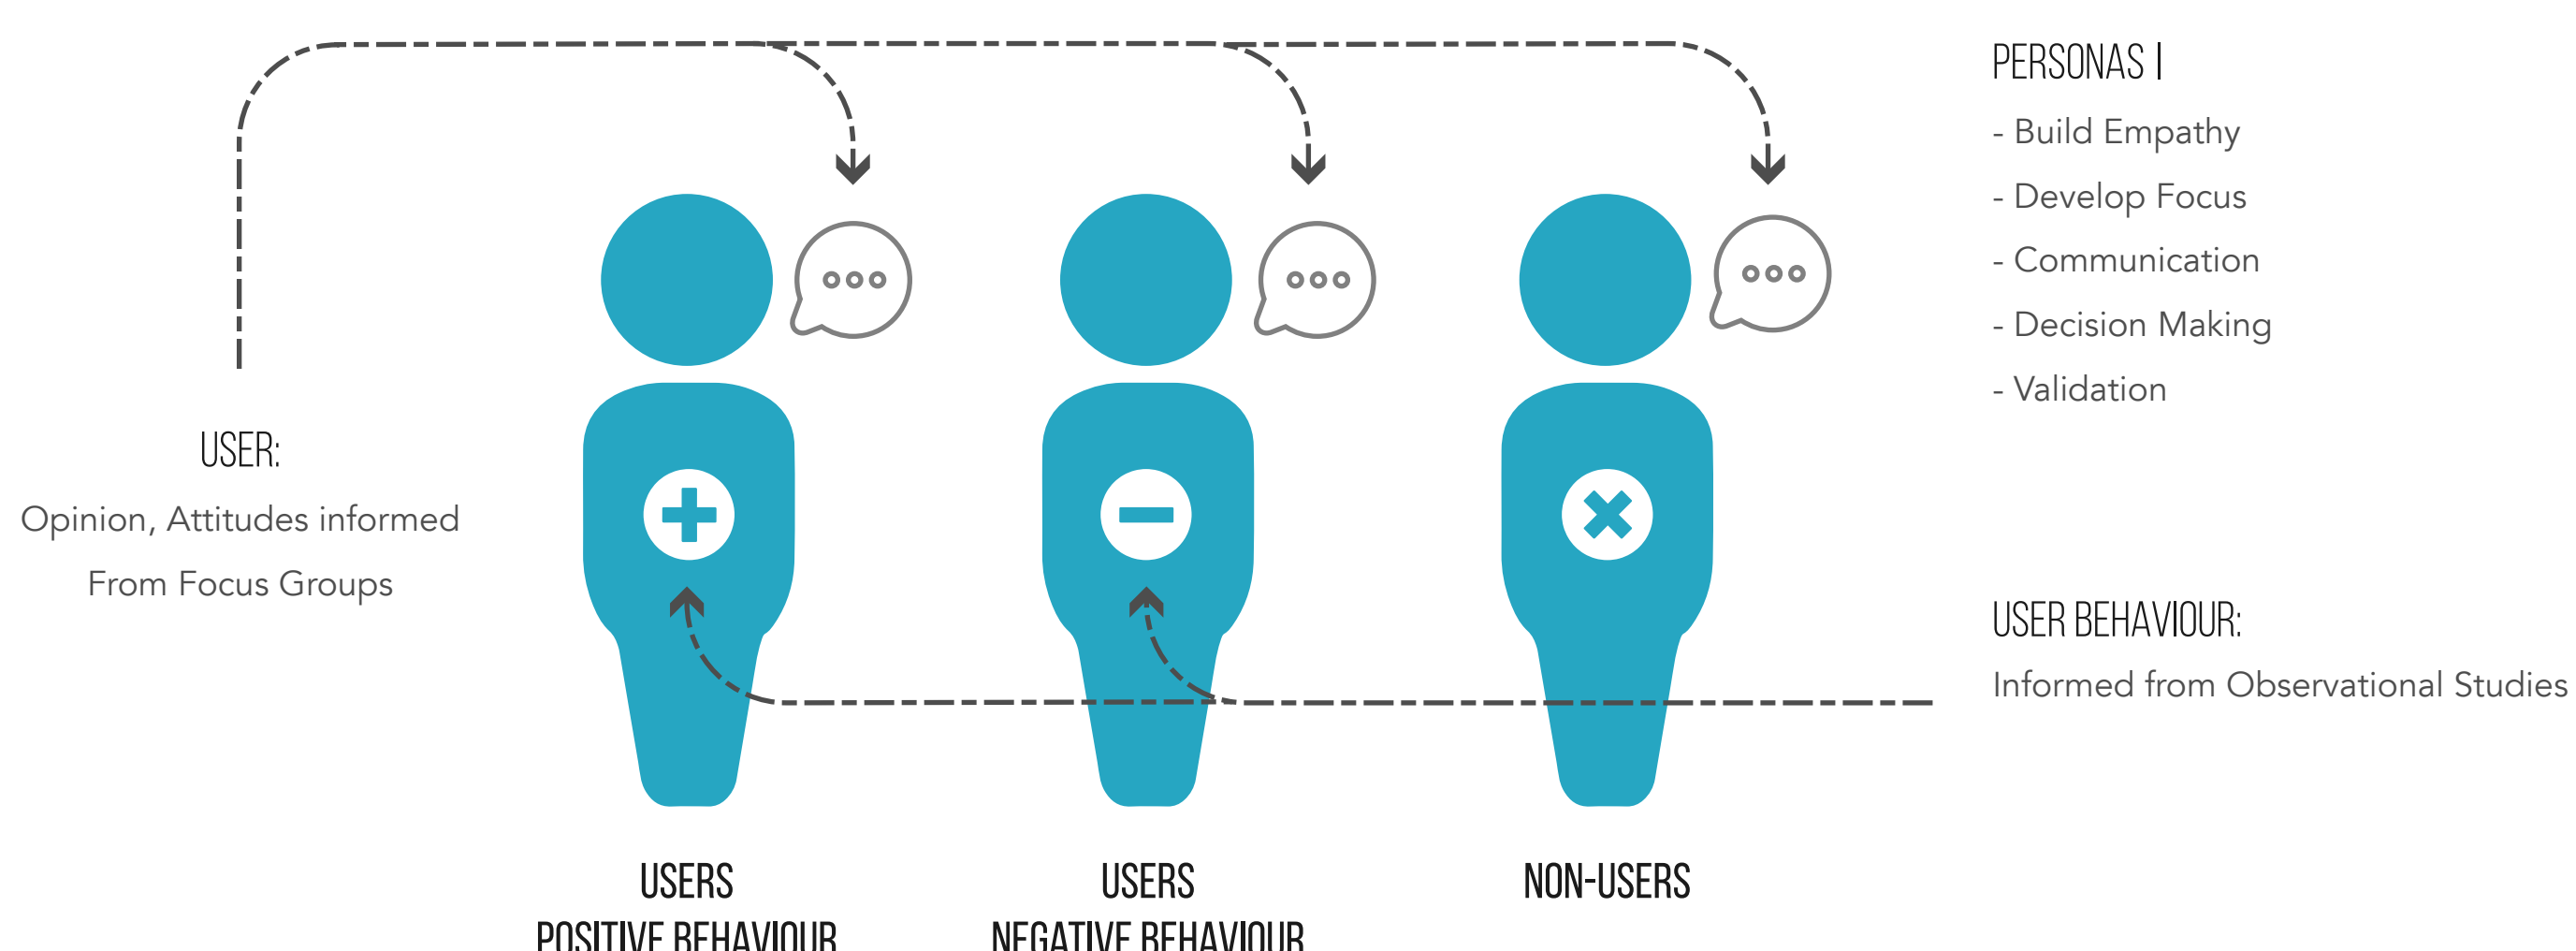 PERSONAS |
- Build Empathy
- Develop Focus
- Communication
- Decision Making
- Validation
USER:
Opinion, Attitudes informed
From Focus Groups
USER BEHAVIOUR:
Informed from Observational Studies
USERS
POSITIVE BEHAVIOUR
USERS
NEGATIVE BEHAVIOUR
NON-USERS